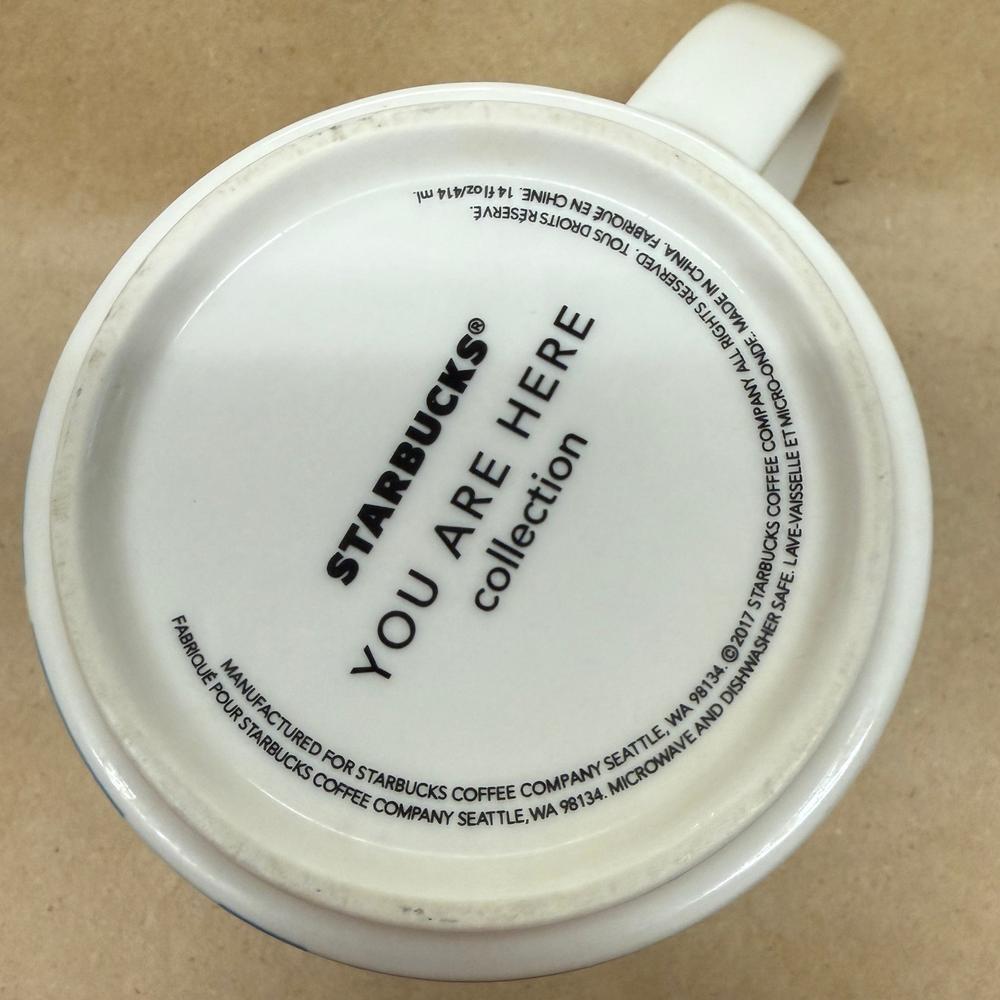 STARBUCKS®
YOU ARE HERE
collection
MANUFACTURED FOR STARBUCKS COFFEE COMPANY SEATTLE, WA 98134. ©2017 STARBUCKS COFFEE COMPANY ALL RIGHTS RESERVED. TOUS DROITS RÉSERVÉ.
FABRIQUÉ POUR STARBUCKS COFFEE COMPANY SEATTLE, WA 98134. MICROWAVE AND DISHWASHER SAFE. LAVE-VAISSELLE ET MICRO-ONDE. MADE IN CHINA. FABRIQUÉ EN CHINE. 14 fl oz/414 ml.